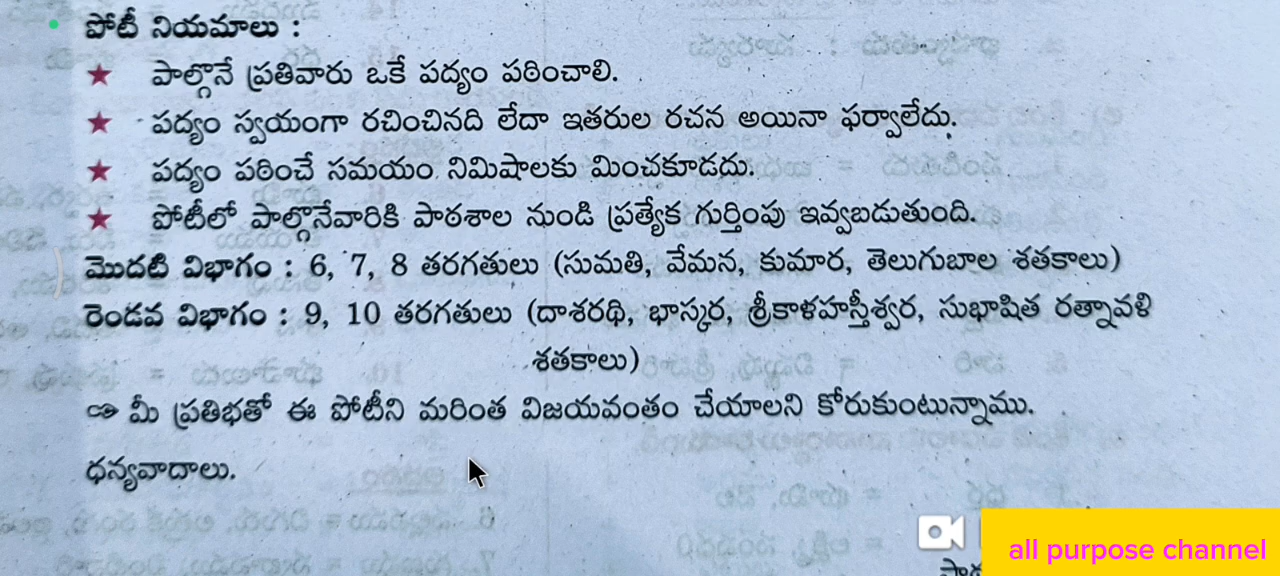 పోటీ నియమాలు :
★ పాల్గొనే ప్రతివారు ఒకే పద్యం పఠించాలి.
★ పద్యం స్వయంగా రచించినది లేదా ఇతరుల రచన అయినా ఫర్వాలేదు.
★ పద్యం పఠించే సమయం నిమిషాలకు మించకూడదు.
★ పోటీలో పాల్గొనేవారికి పాఠశాల నుండి ప్రత్యేక గుర్తింపు ఇవ్వబడుతుంది.
మొదటి విభాగం : 6, 7, 8 తరగతులు (సుమతి, వేమన, కుమార, తెలుగుబాల శతకాలు)
రెండవ విభాగం : 9, 10 తరగతులు (దాశరథి, భాస్కర, శ్రీకాళహస్తీశ్వర, సుభాషిత రత్నావళి
శతకాలు)
⇨ మీ ప్రతిభతో ఈ పోటీని మరింత విజయవంతం చేయాలని కోరుకుంటున్నాము.
ధన్యవాదాలు.
all purpose channel